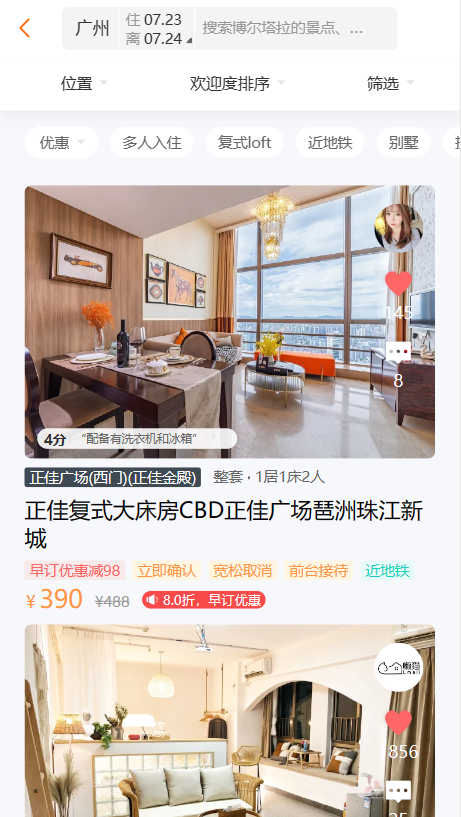 广州
住 07.23
离 07.24
搜索博尔塔拉的景点、...
位置
欢迎度排序
筛选
优惠
多人入住
复式loft
近地铁
别墅
145
8
4分 “配备有洗衣机和冰箱”
正佳广场(西门)(正佳金殿) 整套 · 1居1床2人
正佳复式大床房CBD正佳广场琶洲珠江新
城
早订优惠减98 立即确认 宽松取消 前台接待 近地铁
¥ 390 ¥488 8.0折，早订优惠
856